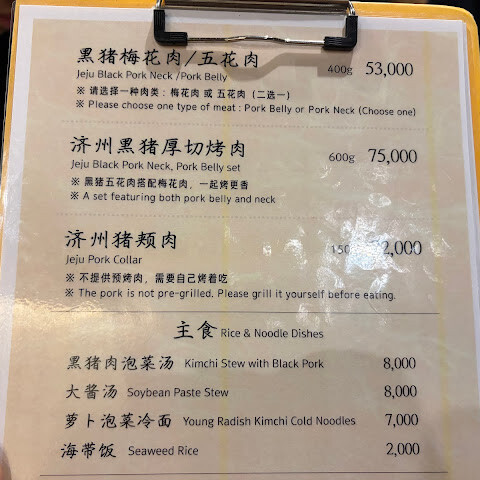 黑猪梅花肉/五花肉
Jeju Black Pork Neck /Pork Belly
400g 53,000
※ 请选择一种肉类：梅花肉 或 五花肉（二选一）
※ Please choose one type of meat : Pork Belly or Pork Neck (Choose one)
济州黑猪厚切烤肉
Jeju Black Pork Neck, Pork Belly set
600g 75,000
※ 黑猪五花肉搭配梅花肉，一起烤更香
※ A set featuring both pork belly and neck
济州猪颊肉
Jeju Pork Collar
※ 不提供预烤肉，需要自己烤着吃
※ The pork is not pre-grilled. Please grill it yourself before eating.
主食 Rice & Noodle Dishes
黑猪肉泡菜汤 Kimchi Stew with Black Pork 8,000
大酱汤 Soybean Paste Stew 8,000
萝卜泡菜冷面 Young Radish Kimchi Cold Noodles 7,000
海带饭 Seaweed Rice 2,000